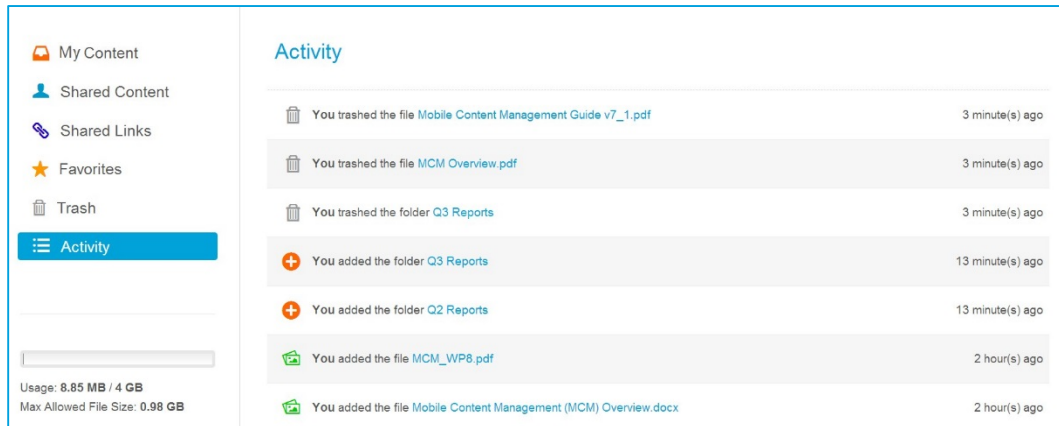 My Content
Shared Content
Shared Links
Favorites
Trash
Activity
Usage: 8.85 MB / 4 GB
Max Allowed File Size: 0.98 GB
Activity
You trashed the file Mobile Content Management Guide v7_1.pdf 3 minute(s) ago
You trashed the file MCM Overview.pdf 3 minute(s) ago
You trashed the folder Q3 Reports 3 minute(s) ago
You added the folder Q3 Reports 13 minute(s) ago
You added the folder Q2 Reports 13 minute(s) ago
You added the file MCM_WP8.pdf 2 hour(s) ago
You added the file Mobile Content Management (MCM) Overview.docx 2 hour(s) ago